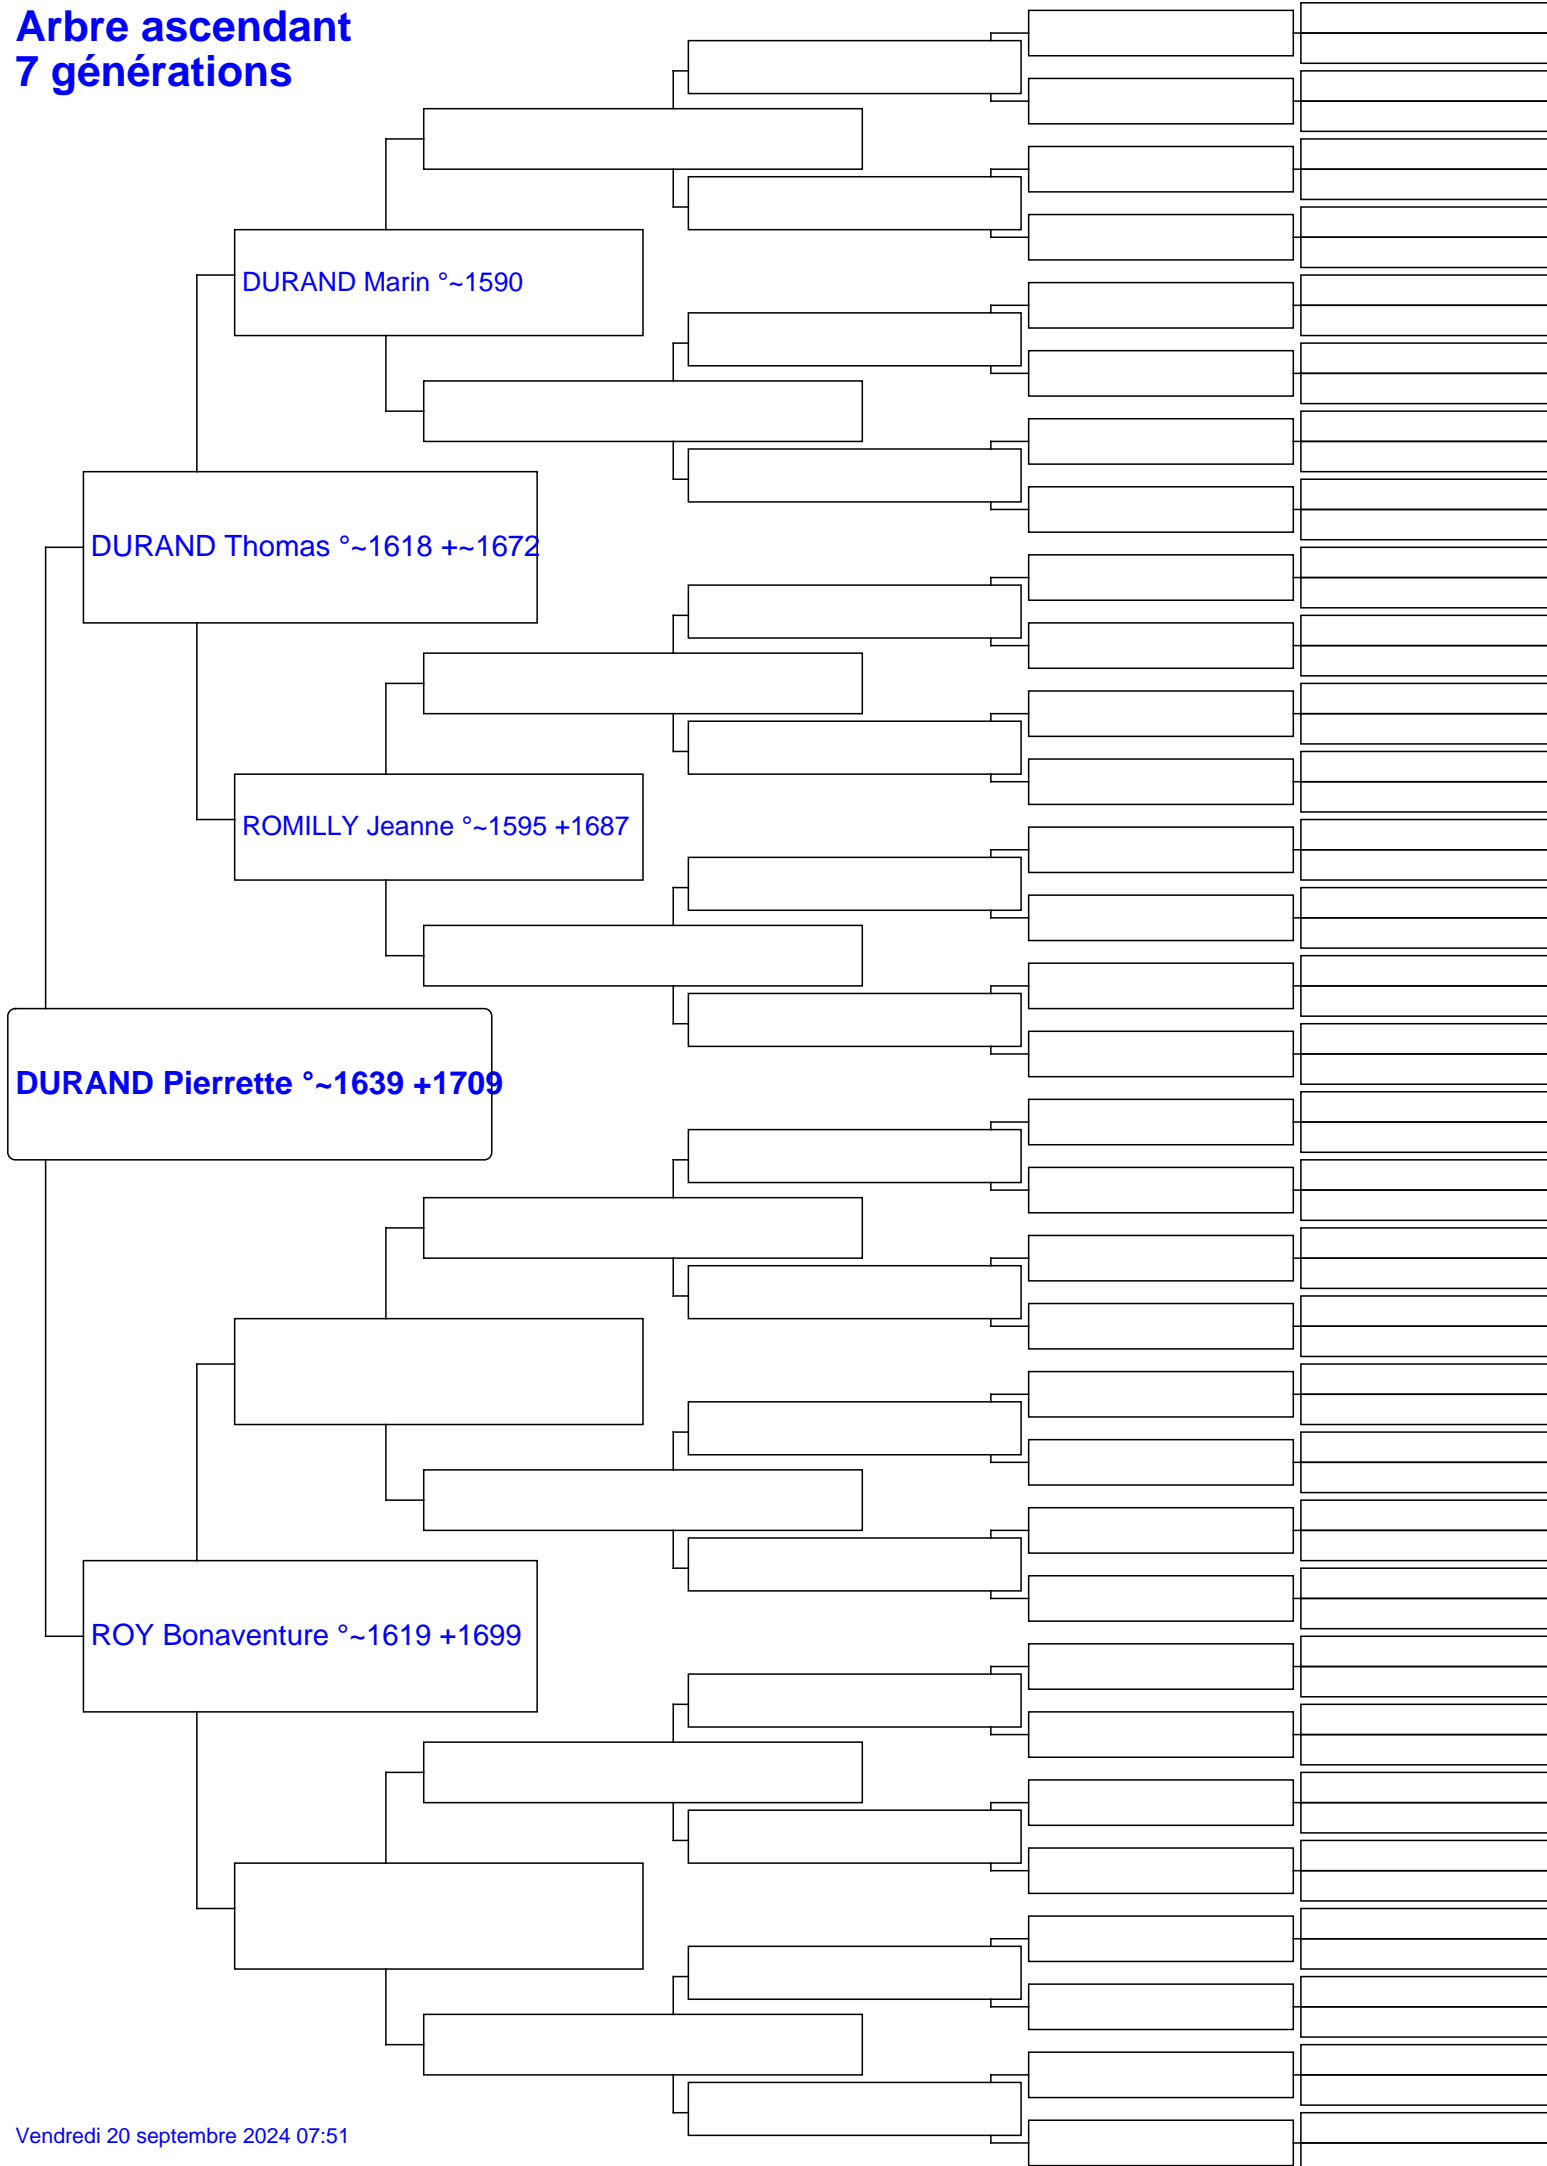 Arbre ascendant
7 générations
DURAND Marin °~1590
DURAND Thomas °~1618 +~1672
ROMILLY Jeanne °~1595 +1687
DURAND Pierrette °~1639 +1709
ROY Bonaventure °~1619 +1699
Vendredi 20 septembre 2024 07:51